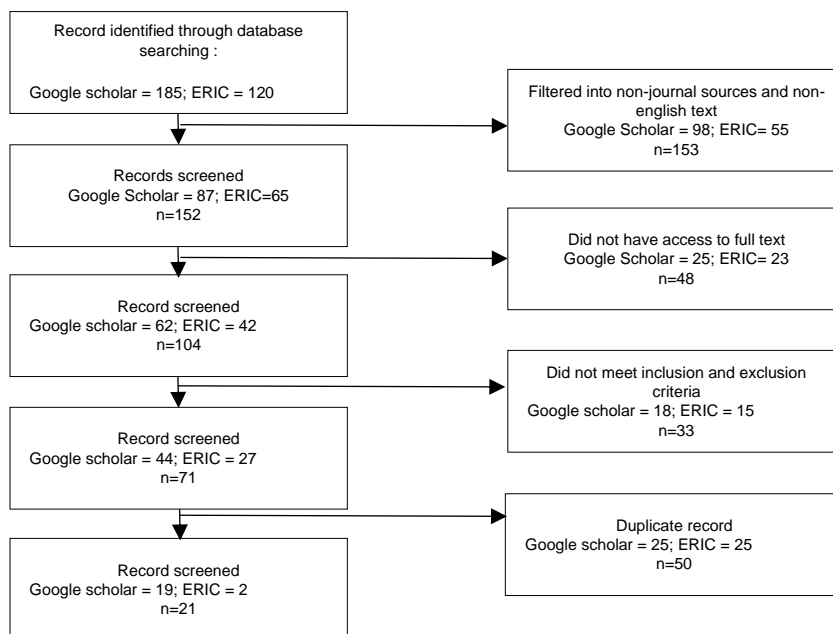 Record identified through database
searching :
Google scholar = 185; ERIC = 120
Filtered into non-journal sources and non-
english text
Google Scholar = 98; ERIC= 55
n=153
Records screened
Google Scholar = 87; ERIC=65
n=152
Did not have access to full text
Google Scholar = 25; ERIC= 23
n=48
Record screened
Google scholar = 62; ERIC = 42
n=104
Did not meet inclusion and exclusion
criteria
Google scholar = 18; ERIC = 15
n=33
Record screened
Google scholar = 44; ERIC = 27
n=71
Duplicate record
Google scholar = 25; ERIC = 25
n=50
Record screened
Google scholar = 19; ERIC = 2
n=21